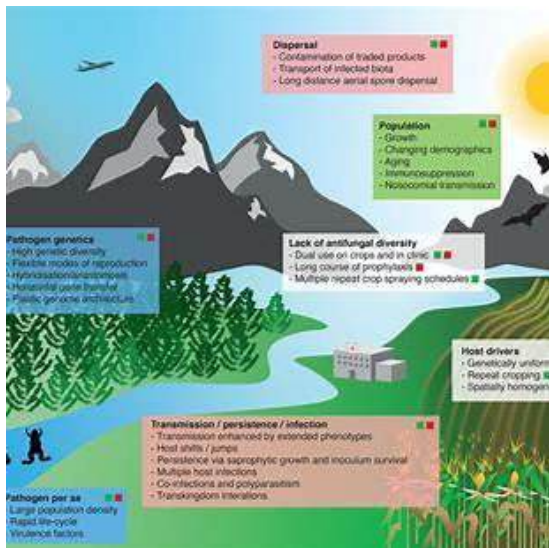 Dispersal
- Contamination of traded products
- Transport of infected biota
- Long distance aerial spore dispersal
Population
- Growth
- Changing demographics
- Aging
- Immunosuppression
- Nosocomial transmission
Pathogen genetics
- High genetic diversity
- Flexible modes of reproduction
- Hybridisation/anastomosis
- Horizontal gene transfer
- Plastic genome architecture
Lack of antifungal diversity
- Dual use on crops and in clinic
- Long course of prophylaxis
- Multiple repeat crop spraying schedules
Host drivers
- Genetically uniform
- Repeat cropping
- Spatially homogen
Transmission / persistence / infection
- Transmission enhanced by extended phenotypes
- Host shifts / jumps
- Persistence via saprophytic growth and inoculum survival
- Multiple host infections
- Co-infections and polyparasitism
- Transkingdom interations
Pathogen per se
- Large population density
- Rapid life-cycle
- Virulence factors